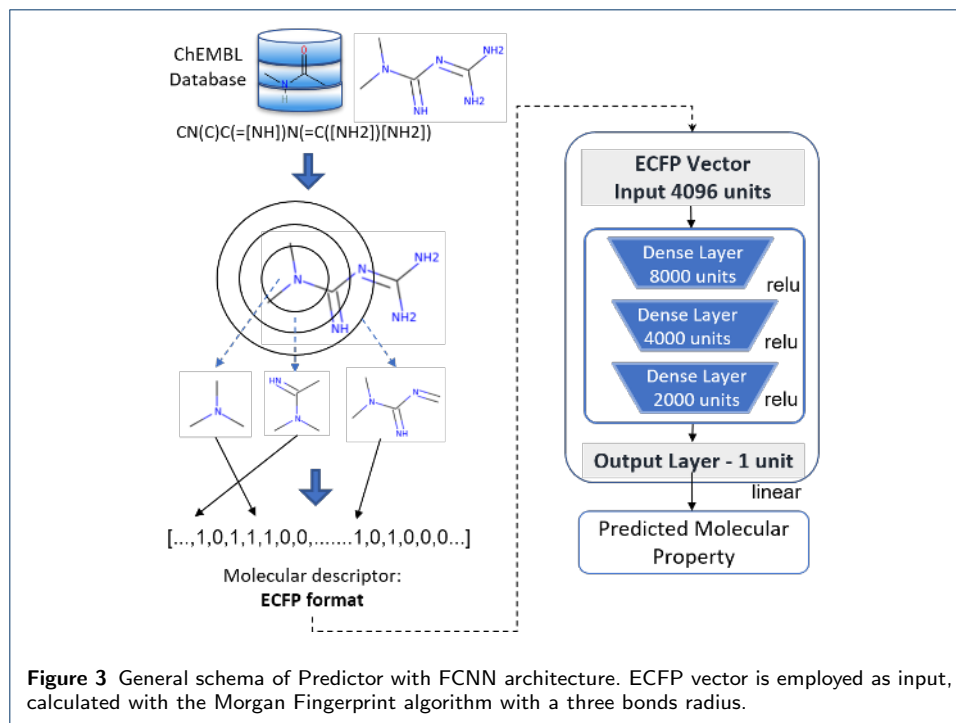 ChEMBL
Database
O
N
H
N
N
NH2
NH
NH2
CN(C)C(=[NH])N(=C([NH2])[NH2])
N
N
NH2
NH
NH2
N
HN
N
N
N
NH
[...,1,0,1,1,1,0,0,.......1,0,1,0,0,0...]
Molecular descriptor:
ECFP format
ECFP Vector
Input 4096 units
Dense Layer
8000 units
relu
Dense Layer
4000 units
relu
Dense Layer
2000 units
relu
Output Layer - 1 unit
linear
Predicted Molecular
Property
Figure 3 General schema of Predictor with FCNN architecture. ECFP vector is employed as input,
calculated with the Morgan Fingerprint algorithm with a three bonds radius.